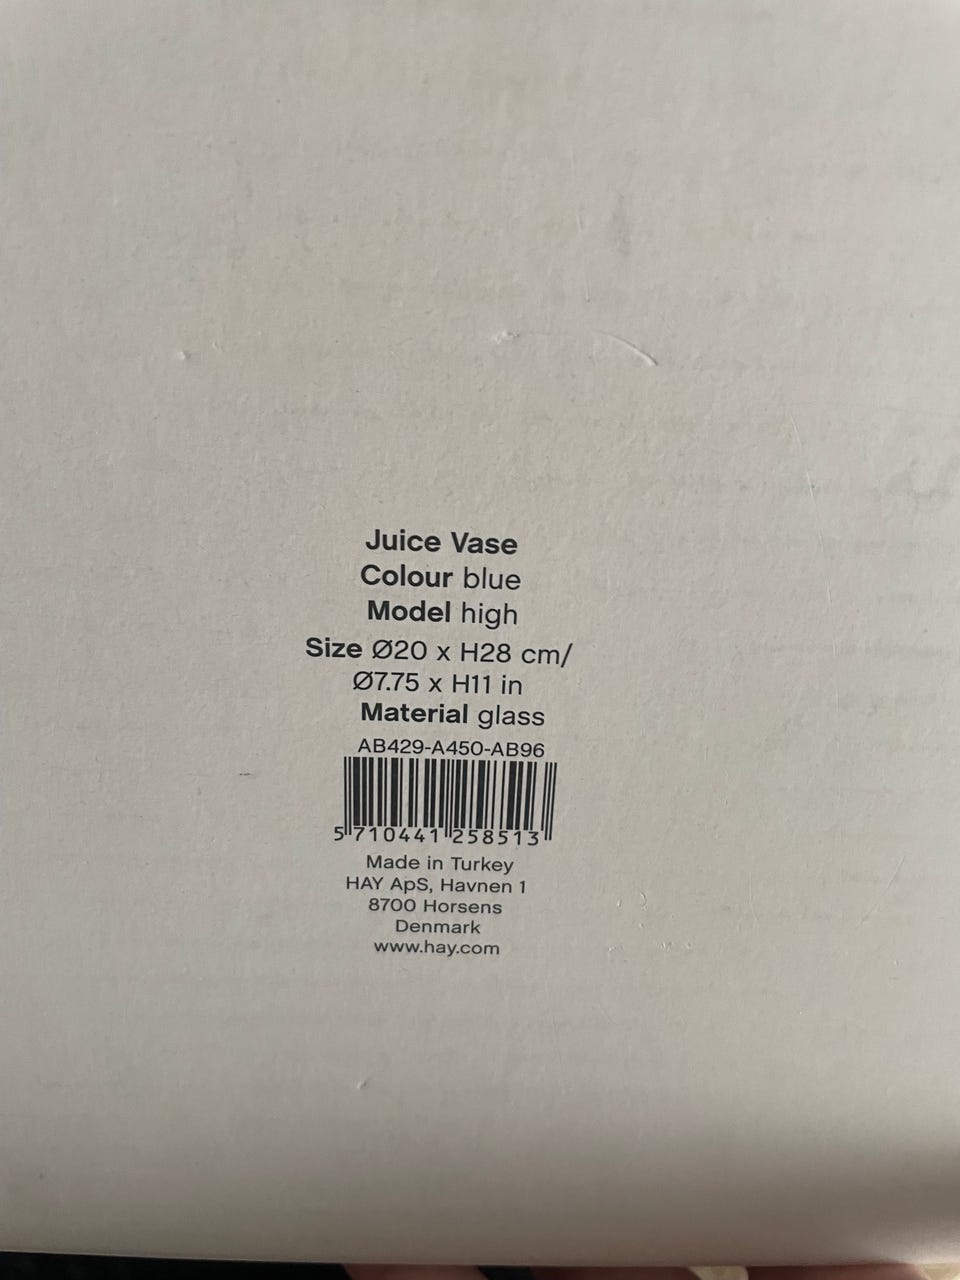 Juice Vase
Colour blue
Model high
Size Ø20 x H28 cm/
Ø7.75 x H11 in
Material glass
AB429-A450-AB96
5 710441 258513
Made in Turkey
HAY ApS, Havnen 1
8700 Horsens
Denmark
www.hay.com